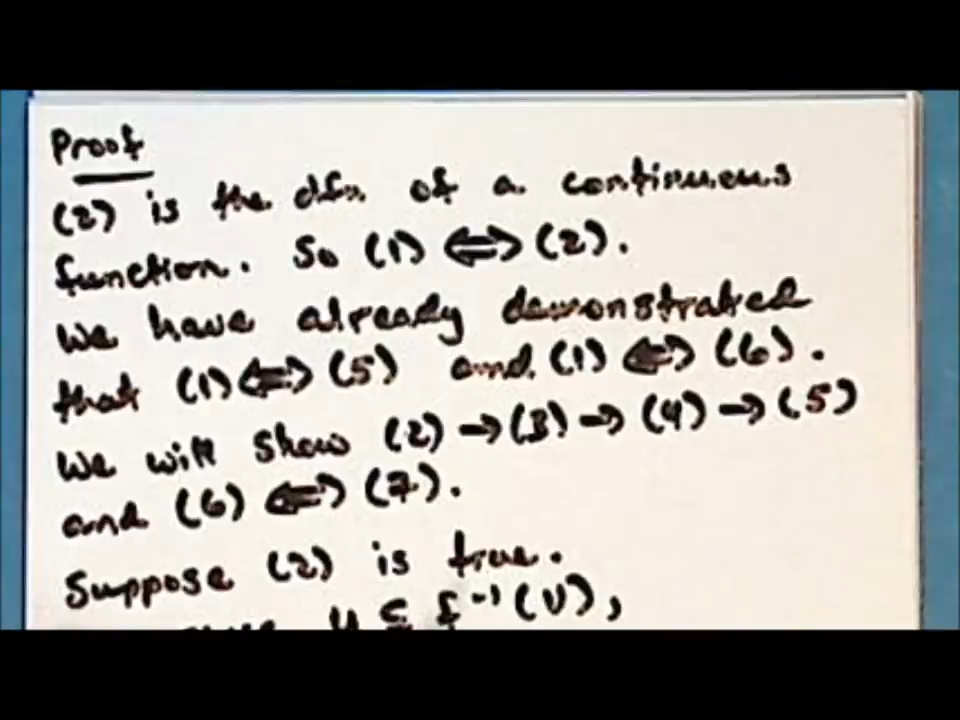 Proof
(2) is the dfn. of a continuous
function. So (1) ⟺ (2).
We have already demonstrated
that (1) ⟺ (5) and (1) ⟺ (6).
We will show (2) → (3) → (4) → (5)
and (6) ⟺ (7).
Suppose (2) is true.
U ⊆ f⁻¹(V),